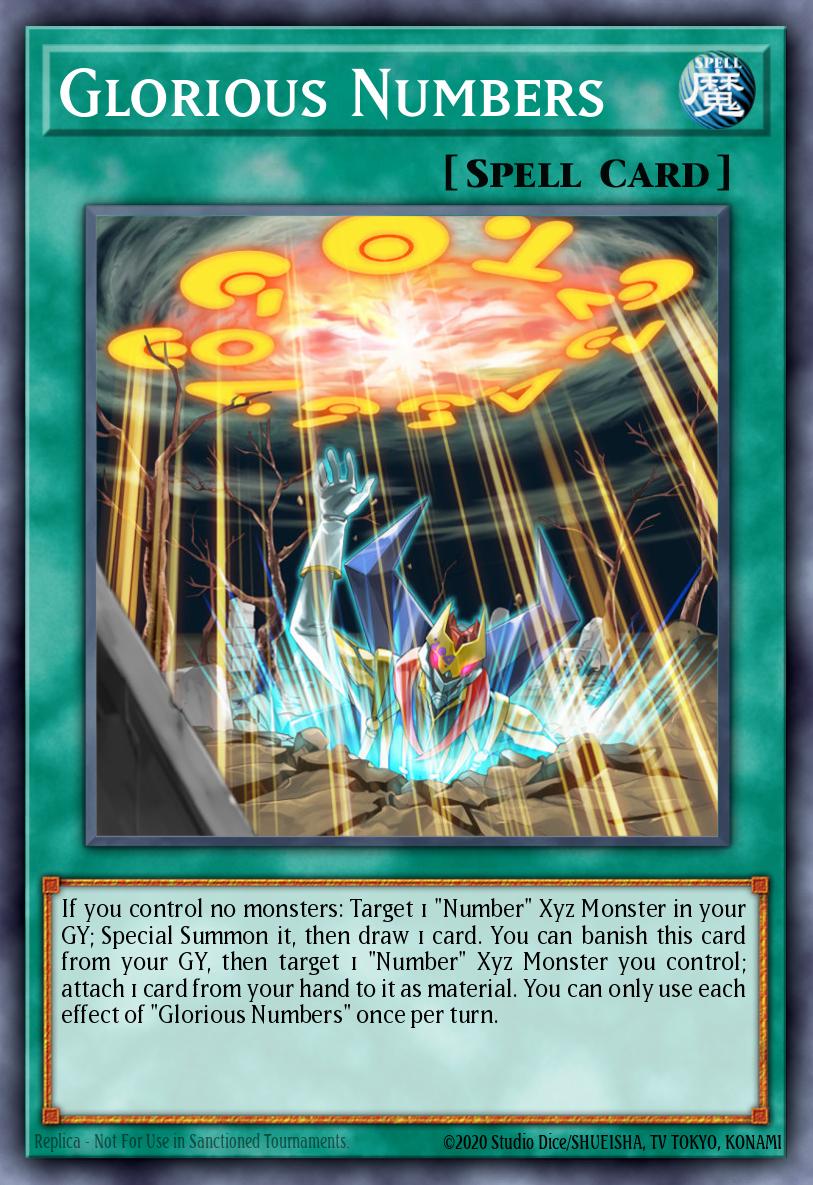 Glorious Numbers
SPELL
魔
[ Spell Card ]
If you control no monsters: Target 1 "Number" Xyz Monster in your
GY; Special Summon it, then draw 1 card. You can banish this card
from your GY, then target 1 "Number" Xyz Monster you control;
attach 1 card from your hand to it as material. You can only use each
effect of "Glorious Numbers" once per turn.
Replica - Not For Use in Sanctioned Tournaments.
©2020 Studio Dice/SHUEISHA, TV TOKYO, KONAMI